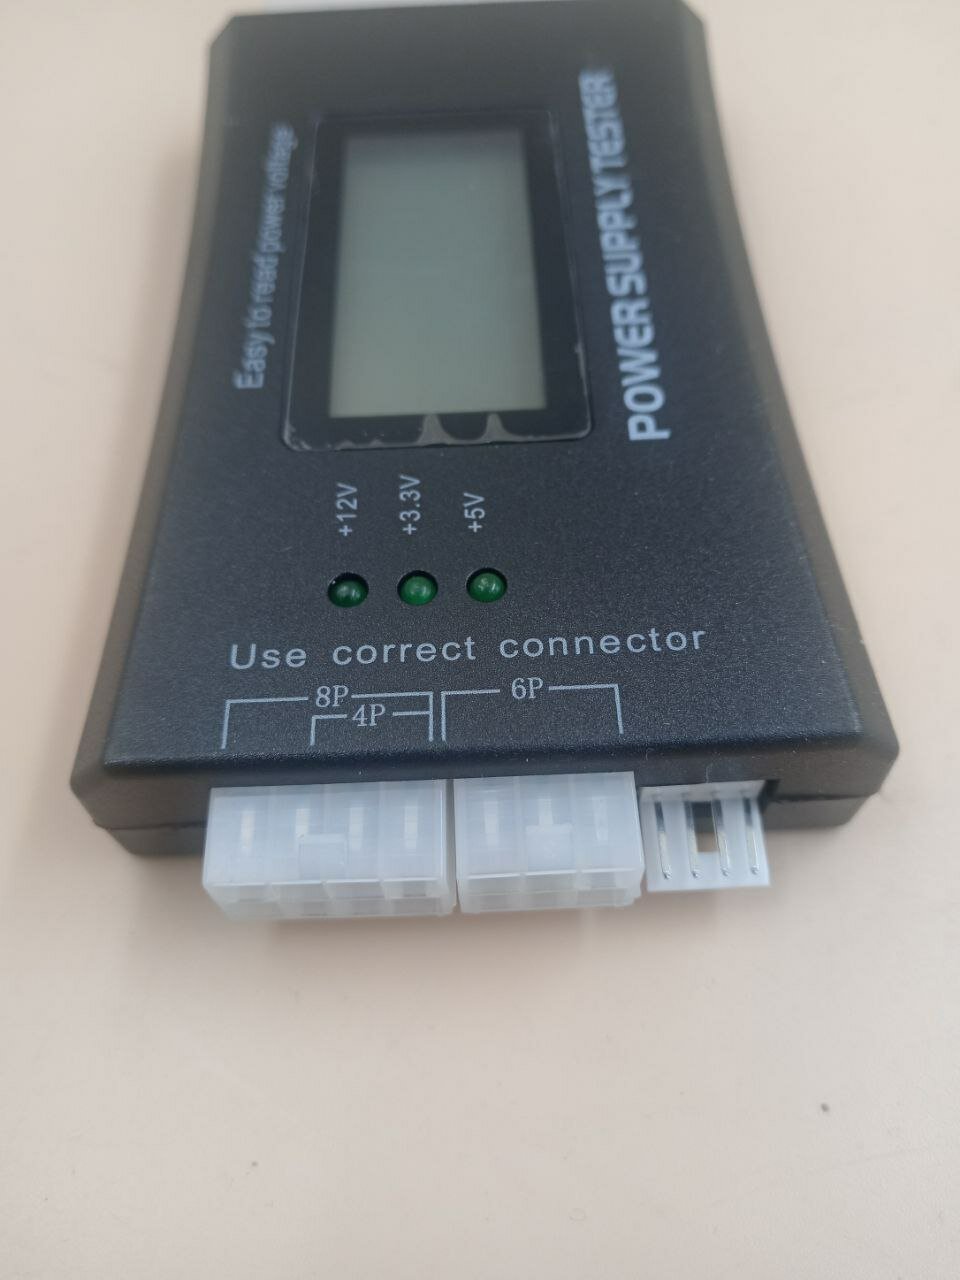 Easy to read power voltage
POWER SUPPLY TESTER
+12V
+3.3V
+5V
Use correct connector
8P
4P
6P